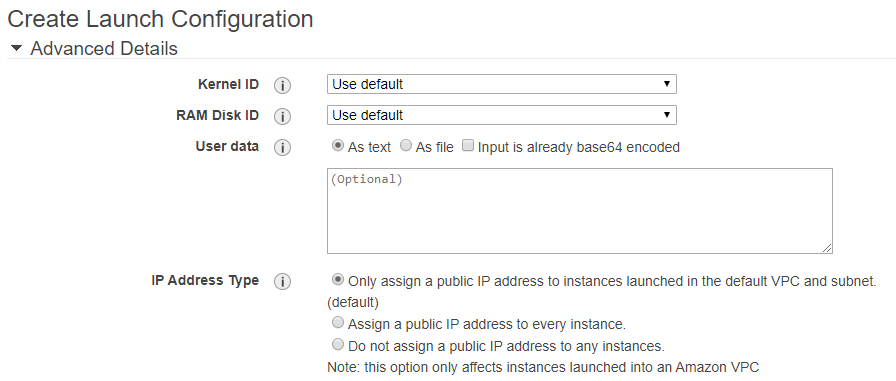 Create Launch Configuration
Advanced Details
Kernel ID i Use default
RAM Disk ID i Use default
User data i As text As file Input is already base64 encoded
(Optional)
IP Address Type i Only assign a public IP address to instances launched in the default VPC and subnet.
(default)
Assign a public IP address to every instance.
Do not assign a public IP address to any instances.
Note: this option only affects instances launched into an Amazon VPC